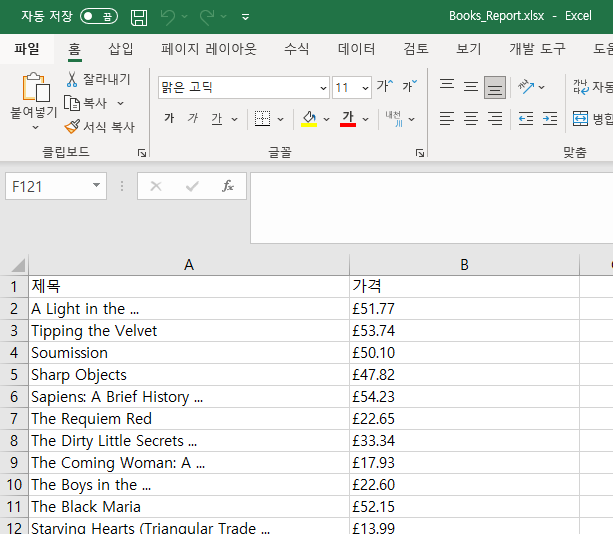 자동 저장 끔 Books_Report.xlsx - Excel
파일 홈 삽입 페이지 레이아웃 수식 데이터 검토 보기 개발 도구
붙여넣기 잘라내기 맑은 고딕 11 가^ 가ˇ
복사
서식 복사 가 가 가 가 내천
클립보드 글꼴 맞춤
F121 fx
A B
1 제목 가격
2 A Light in the ... £51.77
3 Tipping the Velvet £53.74
4 Soumission £50.10
5 Sharp Objects £47.82
6 Sapiens: A Brief History ... £54.23
7 The Requiem Red £22.65
8 The Dirty Little Secrets ... £33.34
9 The Coming Woman: A ... £17.93
10 The Boys in the ... £22.60
11 The Black Maria £52.15
12 Starving Hearts (Triangular Trade ... £13.99